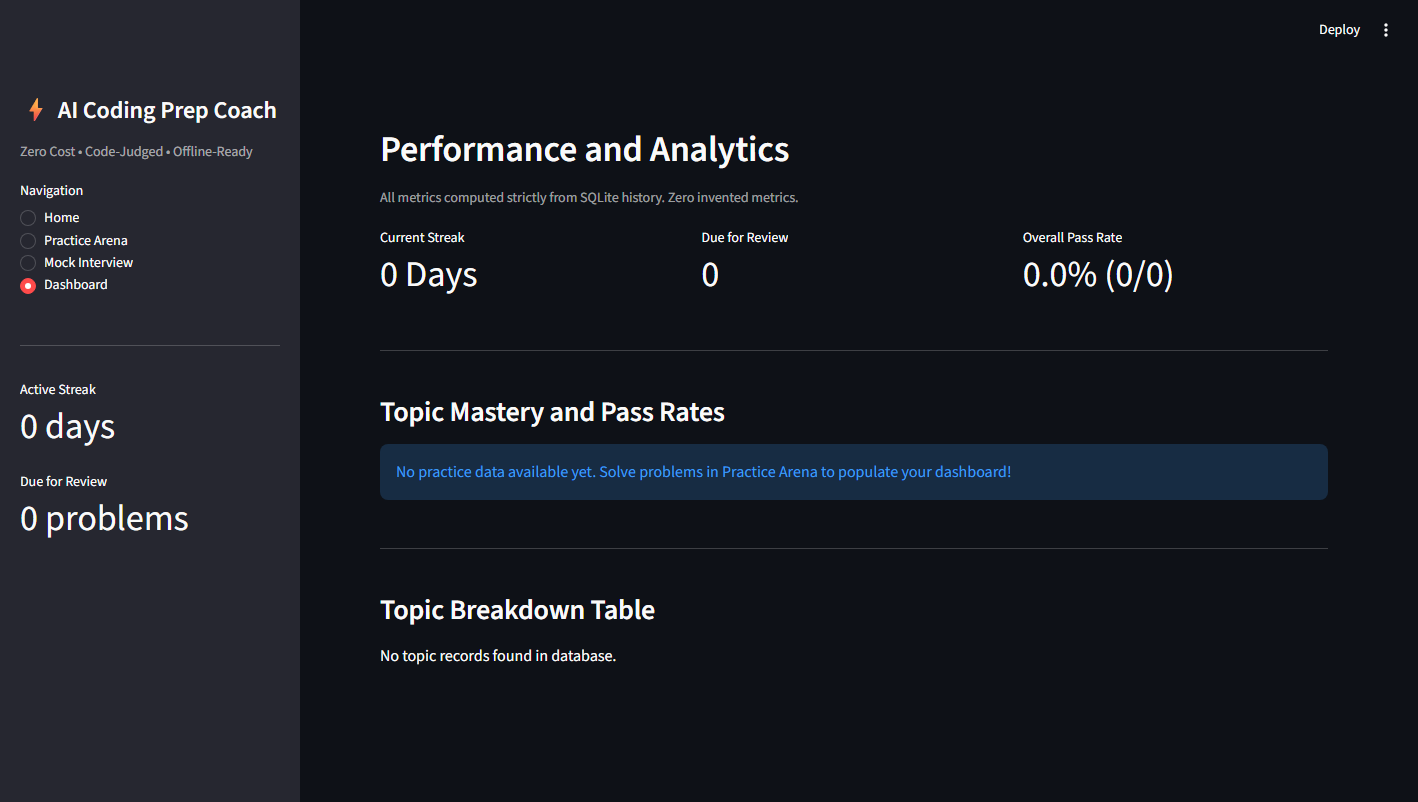 Deploy
AI Coding Prep Coach
Zero Cost • Code-Judged • Offline-Ready
Navigation
Home
Practice Arena
Mock Interview
Dashboard
Active Streak
0 days
Due for Review
0 problems
Performance and Analytics
All metrics computed strictly from SQLite history. Zero invented metrics.
Current Streak
0 Days
Due for Review
0
Overall Pass Rate
0.0% (0/0)
Topic Mastery and Pass Rates
No practice data available yet. Solve problems in Practice Arena to populate your dashboard!
Topic Breakdown Table
No topic records found in database.